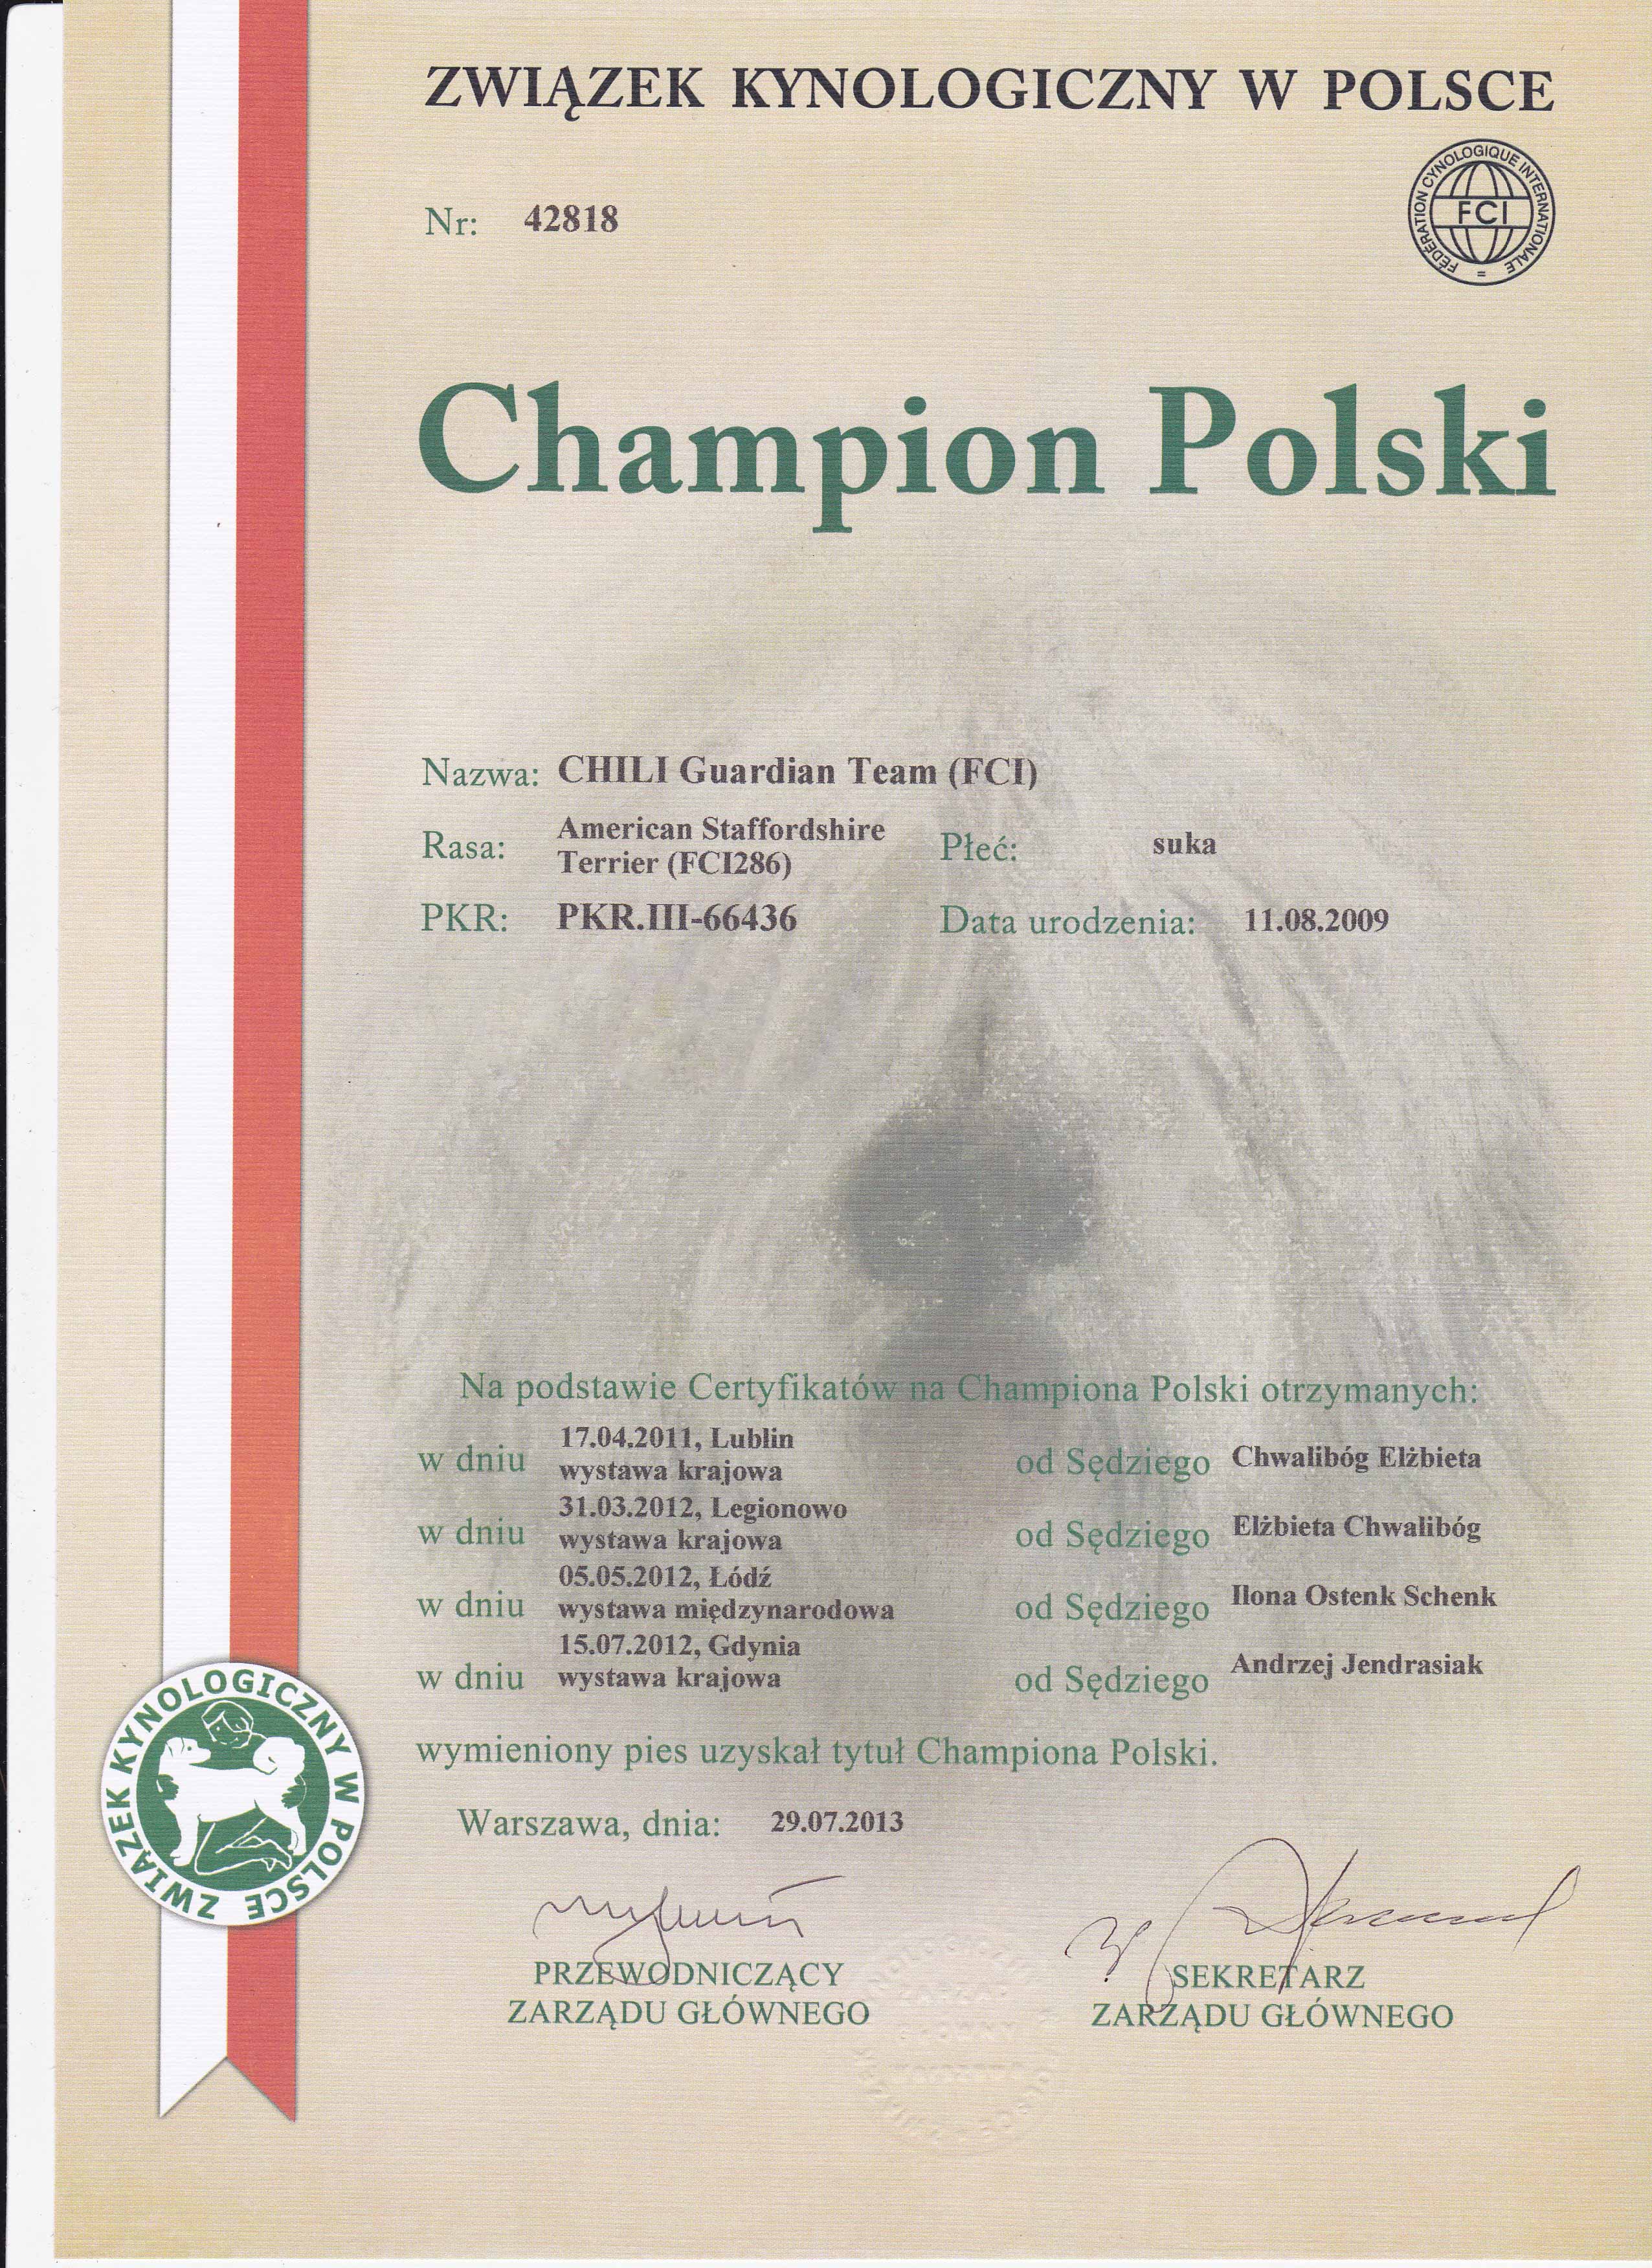 ZWIĄZEK KYNOLOGICZNY W POLSCE
FÉDÉRATION CYNOLOGIQUE INTERNATIONALE
FCI
Nr: 42818
Champion Polski
Nazwa: CHILI Guardian Team (FCI)
Rasa: American Staffordshire
Terrier (FCI286)
Płeć: suka
PKR: PKR.III-66436 Data urodzenia: 11.08.2009
Na podstawie Certyfikatów na Championa Polski otrzymanych:
w dniu 17.04.2011, Lublin
wystawa krajowa
od Sędziego Chwalibóg Elżbieta
w dniu 31.03.2012, Legionowo
wystawa krajowa
od Sędziego Elżbieta Chwalibóg
w dniu 05.05.2012, Łódź
wystawa międzynarodowa
od Sędziego Ilona Ostenk Schenk
w dniu 15.07.2012, Gdynia
wystawa krajowa
od Sędziego Andrzej Jendrasiak
wymieniony pies uzyskał tytuł Championa Polski.
Warszawa, dnia: 29.07.2013
ZWIĄZEK KYNOLOGICZNY W POLSCE
PRZEWODNICZĄCY
ZARZĄDU GŁÓWNEGO
SEKRETARZ
ZARZĄDU GŁÓWNEGO